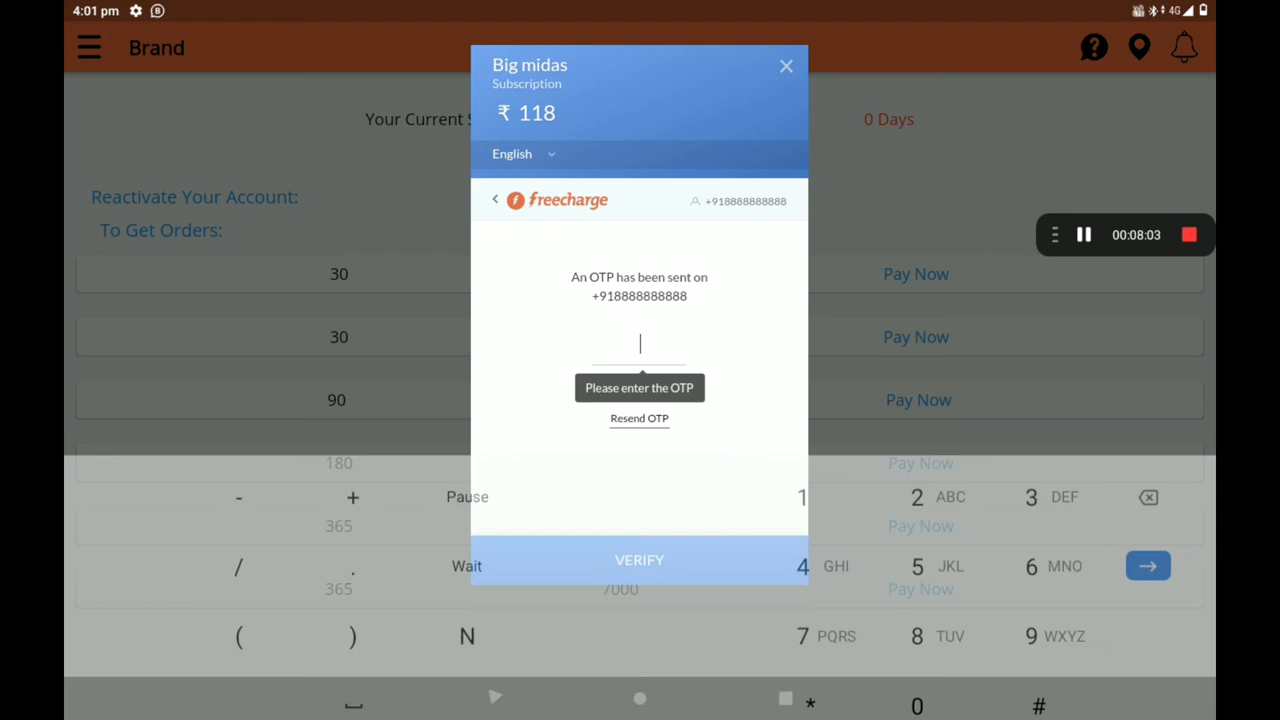 4:01 pm
4G
Brand
Big midas
Subscription
₹ 118
English
Your Current S
0 Days
Reactivate Your Account:
To Get Orders:
freecharge
+918888888888
00:08:03
An OTP has been sent on
+918888888888
Please enter the OTP
Resend OTP
30 Pay Now
30 Pay Now
90 Pay Now
180 Pay Now
- + Pause 1 2 ABC 3 DEF
365 Pay Now
VERIFY
/ . Wait 4 GHI 5 JKL 6 MNO
365 7000 Pay Now
( ) N 7 PQRS 8 TUV 9 WXYZ
* 0 #